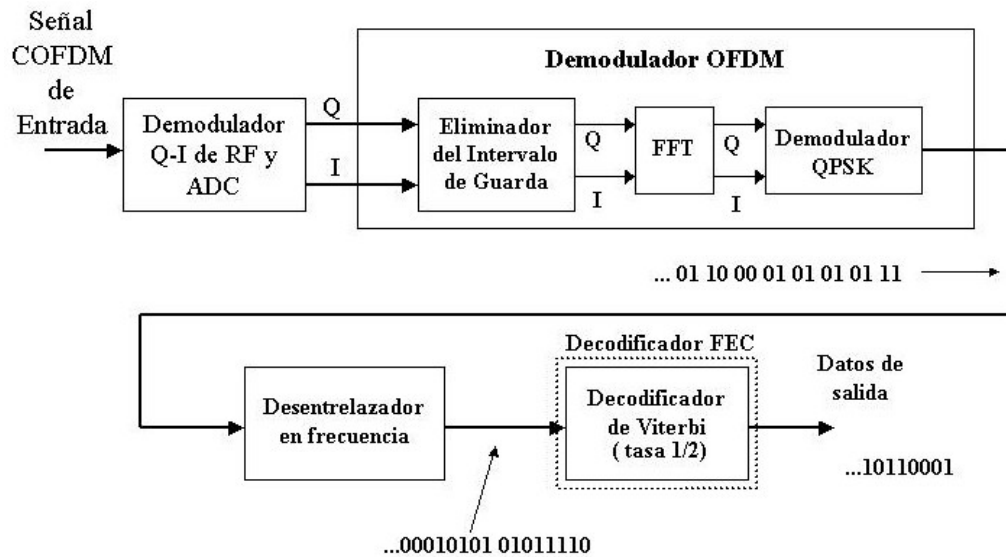 Señal
COFDM
de
Entrada
Demodulador
Q-I de RF y
ADC
Q
I
Demodulador OFDM
Eliminador
del Intervalo
de Guarda
Q
I
FFT
Q
I
Demodulador
QPSK
... 01 10 00 01 01 01 01 11
Desentrelazador
en frecuencia
...00010101 01011110
Decodificador FEC
Decodificador
de Viterbi
( tasa 1/2)
Datos de
salida
...10110001